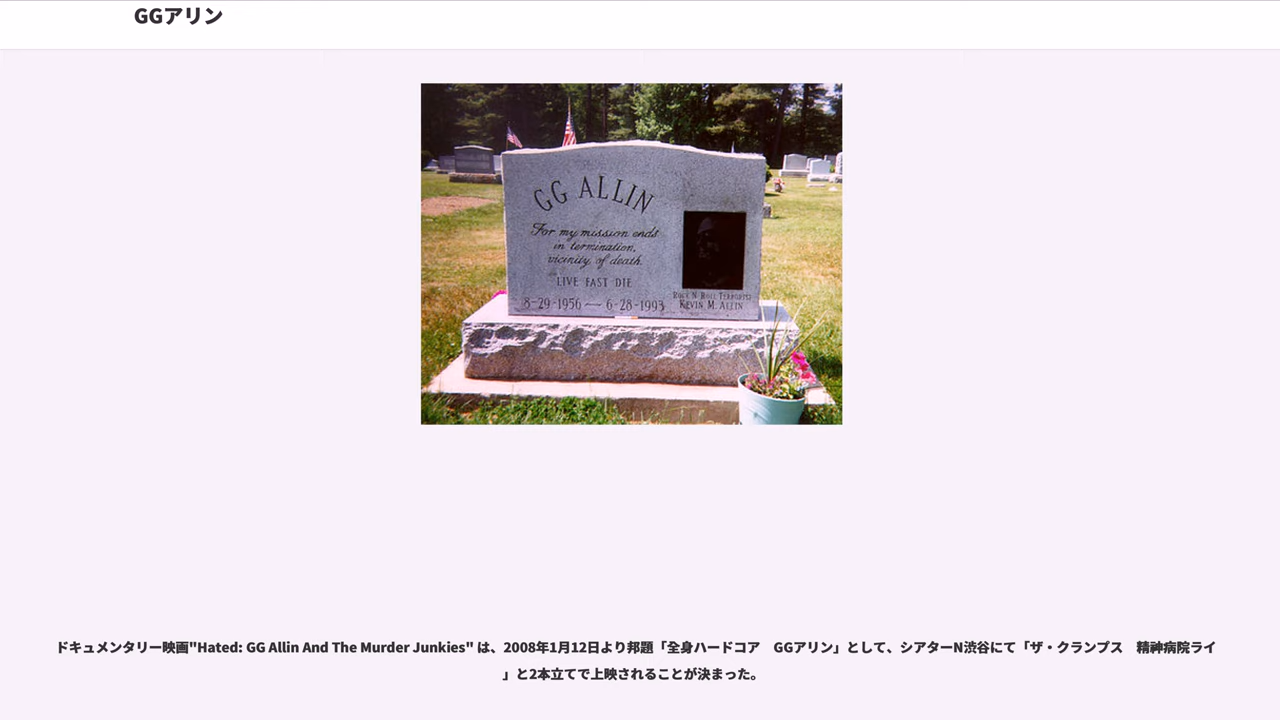 GGアリン
GG ALLIN
For my mission ends
in termination,
vicinity of death.
LIVE FAST DIE
8-29-1956 — 6-28-1993
ROCK N ROLL TERRORIST
KEVIN M. ALLIN
ドキュメンタリー映画"Hated: GG Allin And The Murder Junkies" は、2008年1月12日より邦題「全身ハードコア　GGアリン」として、シアターN渋谷にて「ザ・クランプス　精神病院ライ
」と2本立てで上映されることが決まった。